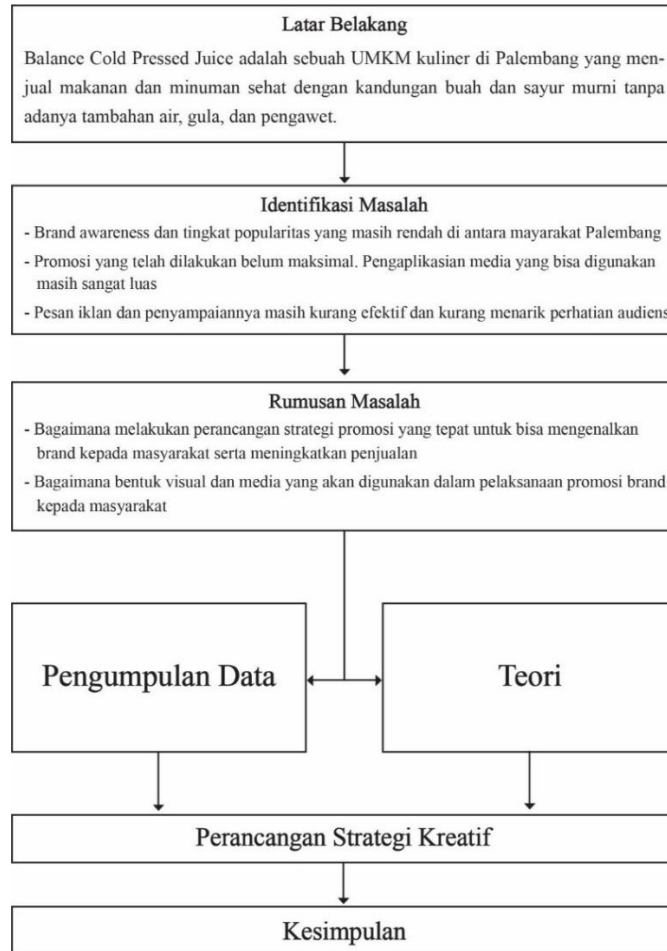 Latar Belakang
Balance Cold Pressed Juice adalah sebuah UMKM kuliner di Palembang yang men-
jual makanan dan minuman sehat dengan kandungan buah dan sayur murni tanpa
adanya tambahan air, gula, dan pengawet.
Identifikasi Masalah
- Brand awareness dan tingkat popularitas yang masih rendah di antara mayarakat Palembang
- Promosi yang telah dilakukan belum maksimal. Pengaplikasian media yang bisa digunakan
masih sangat luas
- Pesan iklan dan penyampaiannya masih kurang efektif dan kurang menarik perhatian audiens
Rumusan Masalah
- Bagaimana melakukan perancangan strategi promosi yang tepat untuk bisa mengenalkan
brand kepada masyarakat serta meningkatkan penjualan
- Bagaimana bentuk visual dan media yang akan digunakan dalam pelaksanaan promosi brand
kepada masyarakat
Pengumpulan Data
Teori
Perancangan Strategi Kreatif
Kesimpulan